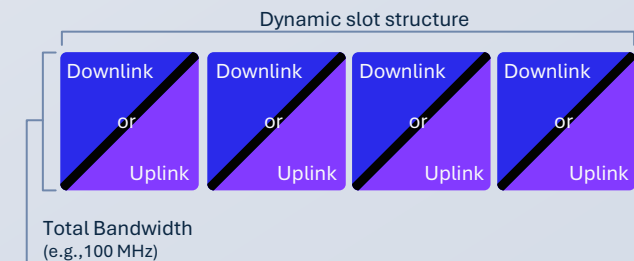 Dynamic slot structure
Downlink Downlink Downlink Downlink
or or or or
Uplink Uplink Uplink Uplink
Total Bandwidth
(e.g.,100 MHz)